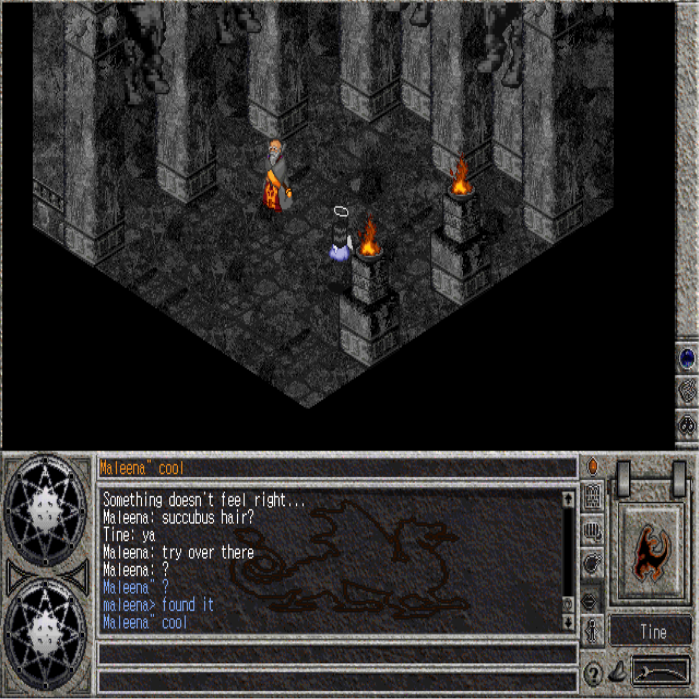 Maleena" cool
Something doesn't feel right...
Maleena: succubus hair?
Tine: ya
Maleena: try over there
Maleena: ?
Maleena" ?
maleena> found it
Maleena" cool
Tine
?